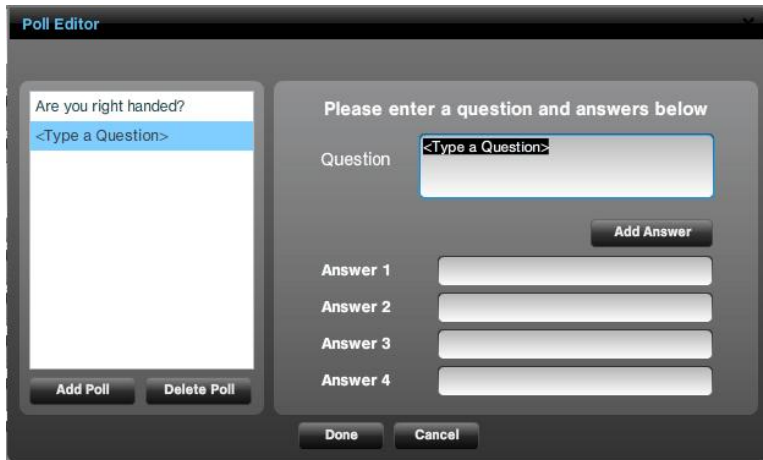 Poll Editor
Are you right handed?
<Type a Question>
Add Poll
Delete Poll
Please enter a question and answers below
Question
<Type a Question>
Add Answer
Answer 1
Answer 2
Answer 3
Answer 4
Done
Cancel